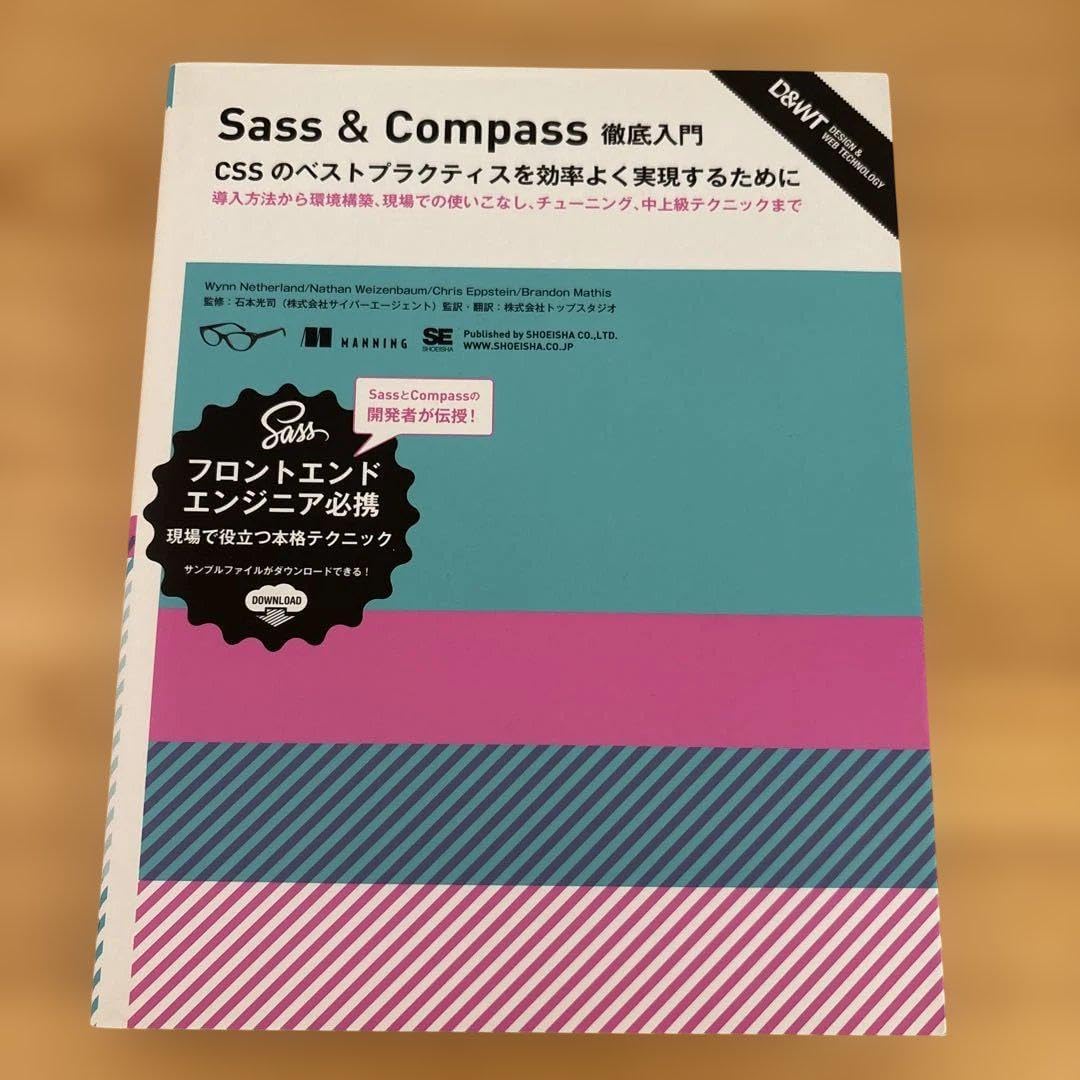 Sass & Compass 徹底入門
CSS のベストプラクティスを効率よく実現するために
導入方法から環境構築、現場での使いこなし、チューニング、中上級テクニックまで
D&WT DESIGN &
WEB TECHNOLOGY
Wynn Netherland/Nathan Weizenbaum/Chris Eppstein/Brandon Mathis
監修：石本光司（株式会社サイバーエージェント）監訳・翻訳：株式会社トップスタジオ
MANNING
SE
SHOEISHA
Published by SHOEISHA CO.,LTD.
WWW.SHOEISHA.CO.JP
SassとCompassの
開発者が伝授！
Sass
フロントエンド
エンジニア必携
現場で役立つ本格テクニック
サンプルファイルがダウンロードできる！
DOWNLOAD